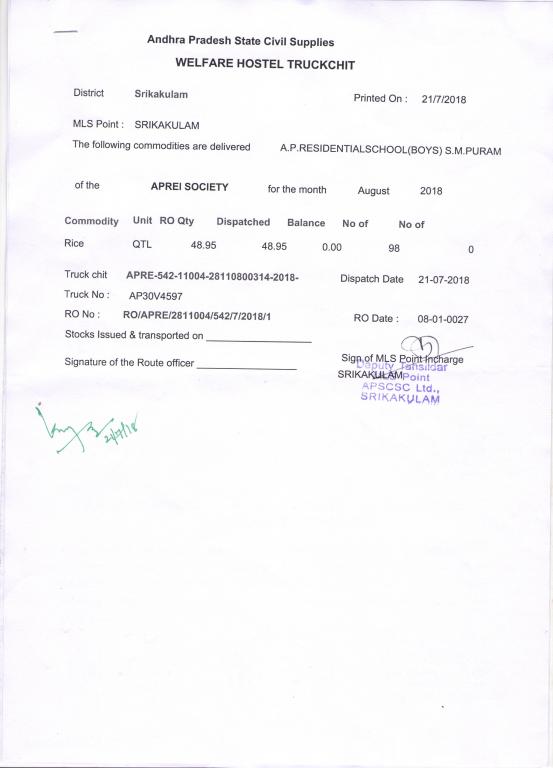 Andhra Pradesh State Civil Supplies
WELFARE HOSTEL TRUCKCHIT
District Srikakulam Printed On : 21/7/2018
MLS Point : SRIKAKULAM
The following commodities are delivered A.P.RESIDENTIALSCHOOL(BOYS) S.M.PURAM
of the APREI SOCIETY for the month August 2018
Commodity Unit RO Qty Dispatched Balance No of No of
Rice QTL 48.95 48.95 0.00 98 0
Truck chit APRE-542-11004-28110800314-2018- Dispatch Date 21-07-2018
Truck No : AP30V4597
RO No : RO/APRE/2811004/542/7/2018/1 RO Date : 08-01-0027
Stocks Issued & transported on
Signature of the Route officer
Sign of MLS Point Incharge
SRIKAKULAM
Deputy Tahsildar
Point
APSCSC Ltd.,
SRIKAKULAM
21/7/18